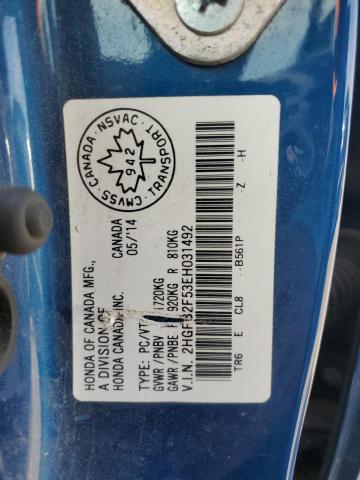 HONDA OF CANADA MFG.,
A DIVISION OF
HONDA CANADA INC.
CANADA
05/14
CMVSS CANADA - NSVAC
942
TRANSPORT
TYPE: PC/VT
GVWR /PNBV 1720KG
GAWR /PNBE F 920KG R 810KG
V.I.N. 2HGFB2F53EH031492
TR6 E CL8 --B561P -Z -H